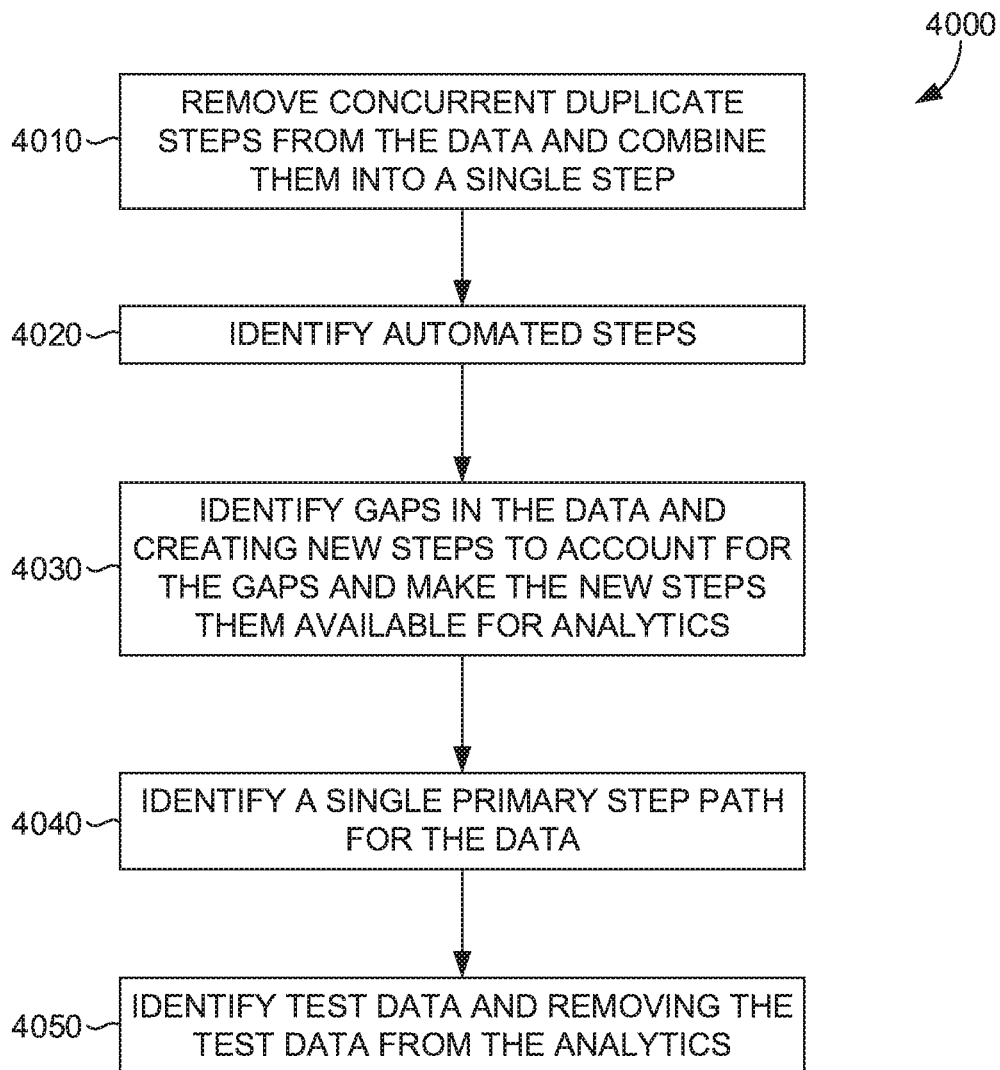 4000
4010
REMOVE CONCURRENT DUPLICATE
STEPS FROM THE DATA AND COMBINE
THEM INTO A SINGLE STEP
4020
IDENTIFY AUTOMATED STEPS
4030
IDENTIFY GAPS IN THE DATA AND
CREATING NEW STEPS TO ACCOUNT FOR
THE GAPS AND MAKE THE NEW STEPS
THEM AVAILABLE FOR ANALYTICS
4040
IDENTIFY A SINGLE PRIMARY STEP PATH
FOR THE DATA
4050
IDENTIFY TEST DATA AND REMOVING THE
TEST DATA FROM THE ANALYTICS